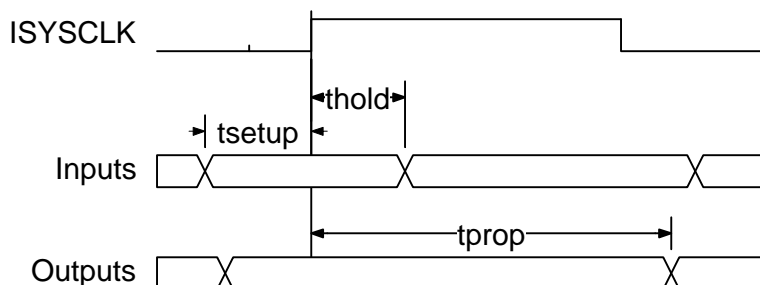 ISYSCLK
thold
tsetup
Inputs
tprop
Outputs